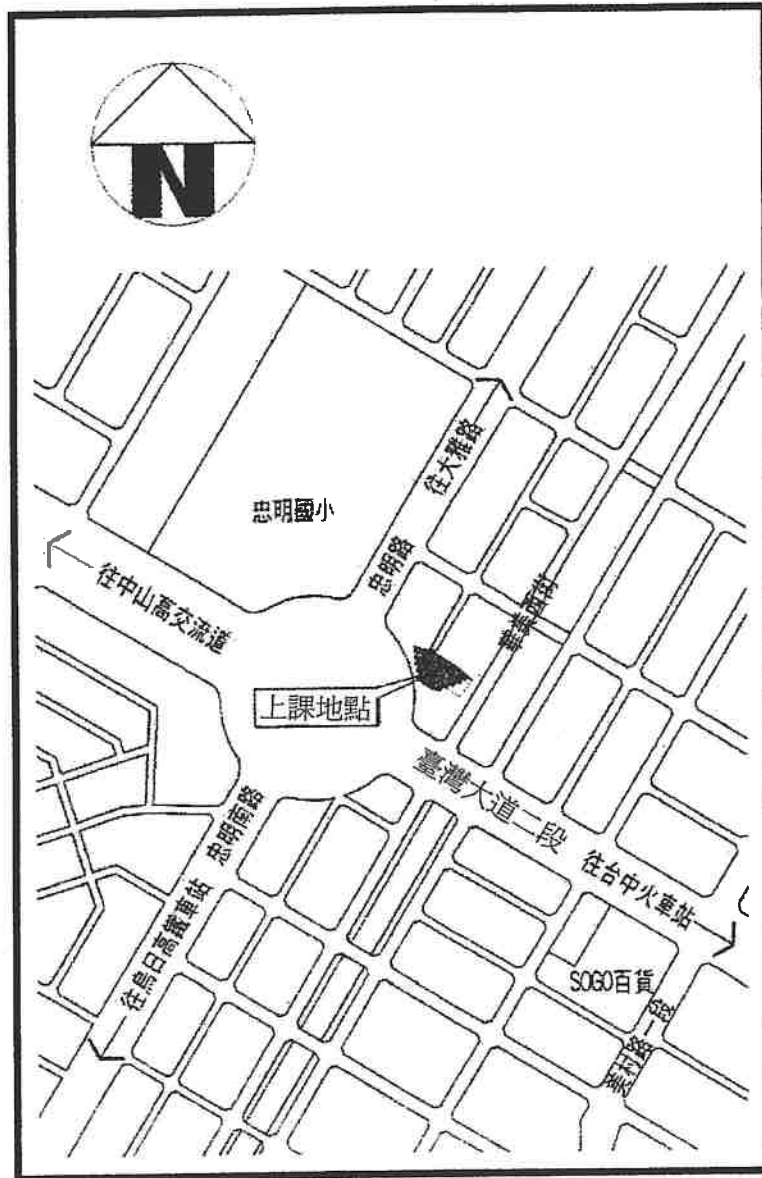 N
往大雅路
忠明國小
忠明路
往中山高交流道
華美西街
上課地點
臺灣大道二段
忠明南路
往台中火車站
往烏日高鐵車站
SOGO百貨
美村路一段